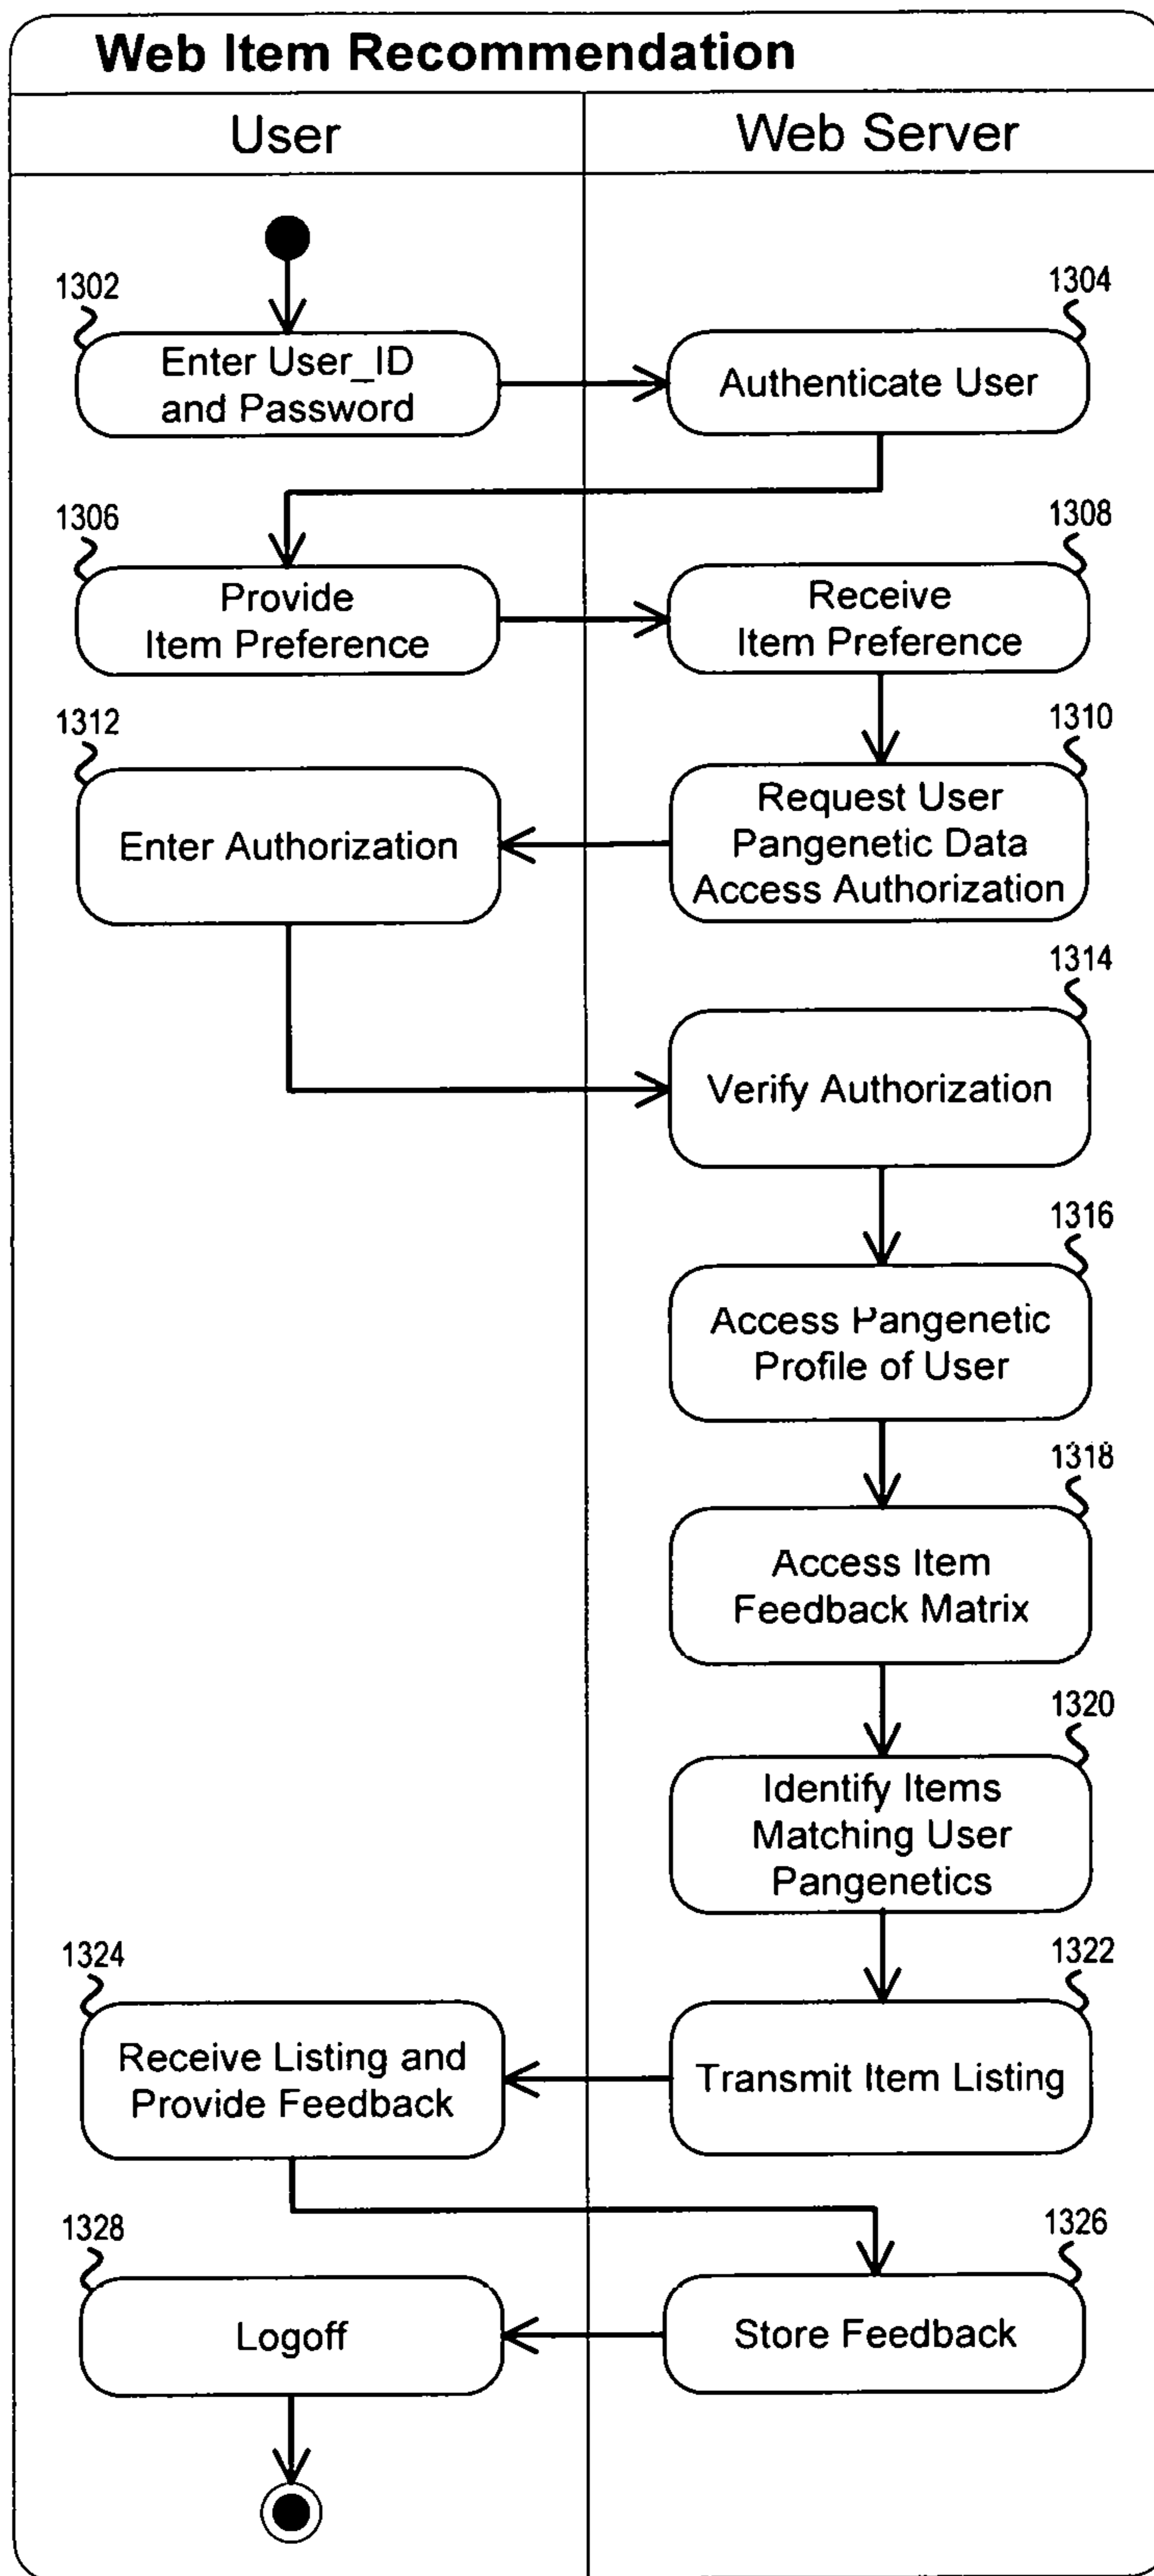 Web Item Recommendation
User
Web Server
1302
1304
Enter User_ID
and Password
Authenticate User
1306
1308
Provide
Item Preference
Receive
Item Preference
1312
1310
Enter Authorization
Request User
Pangenetic Data
Access Authorization
1314
Verify Authorization
1316
Access Pangenetic
Profile of User
1318
Access Item
Feedback Matrix
1320
Identify Items
Matching User
Pangenetics
1324
1322
Receive Listing and
Provide Feedback
Transmit Item Listing
1328
1326
Logoff
Store Feedback